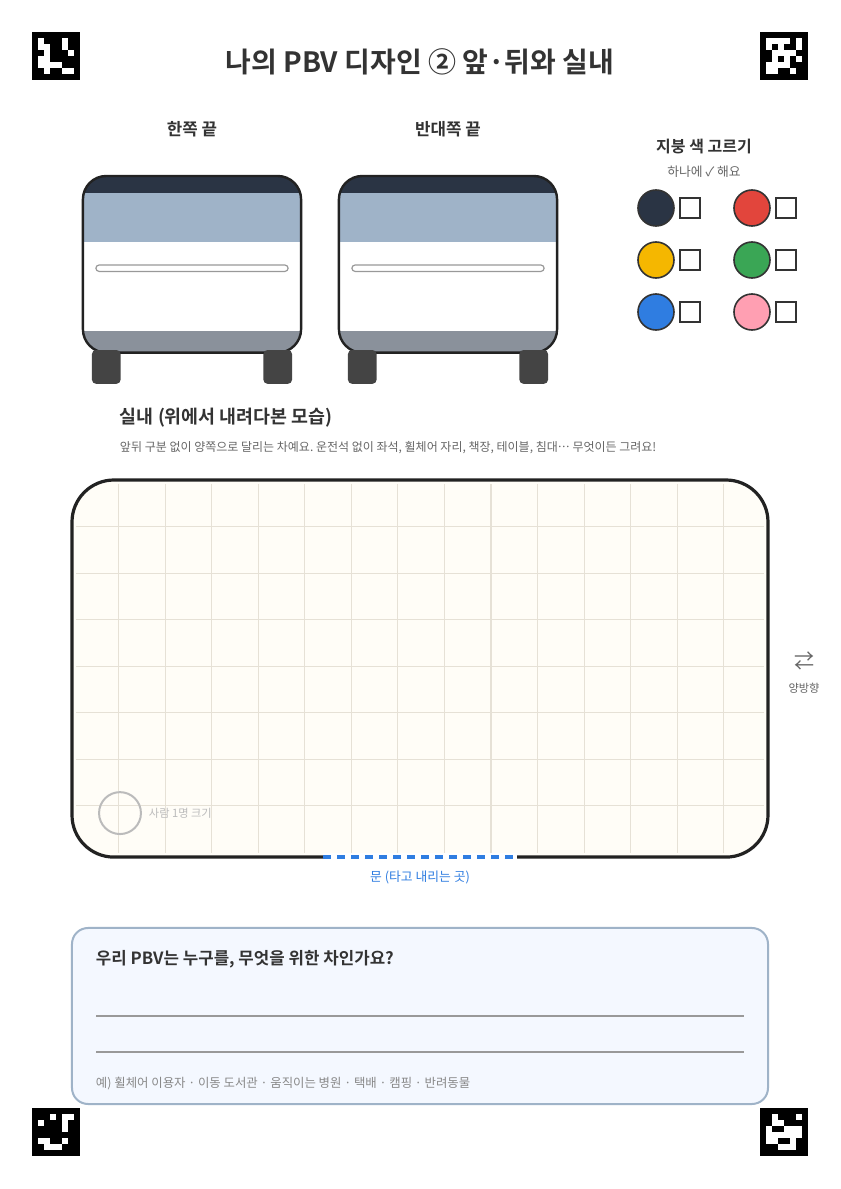 나의 PBV 디자인 ② 앞·뒤와 실내
한쪽 끝
반대쪽 끝
지붕 색 고르기
하나에 ✓ 해요
실내 (위에서 내려다본 모습)
앞뒤 구분 없이 양쪽으로 달리는 차예요. 운전석 없이 좌석, 휠체어 자리, 책장, 테이블, 침대… 무엇이든 그려요!
⇄
양방향
사람 1명 크기
문 (타고 내리는 곳)
우리 PBV는 누구를, 무엇을 위한 차인가요?
예) 휠체어 이용자 · 이동 도서관 · 움직이는 병원 · 택배 · 캠핑 · 반려동물